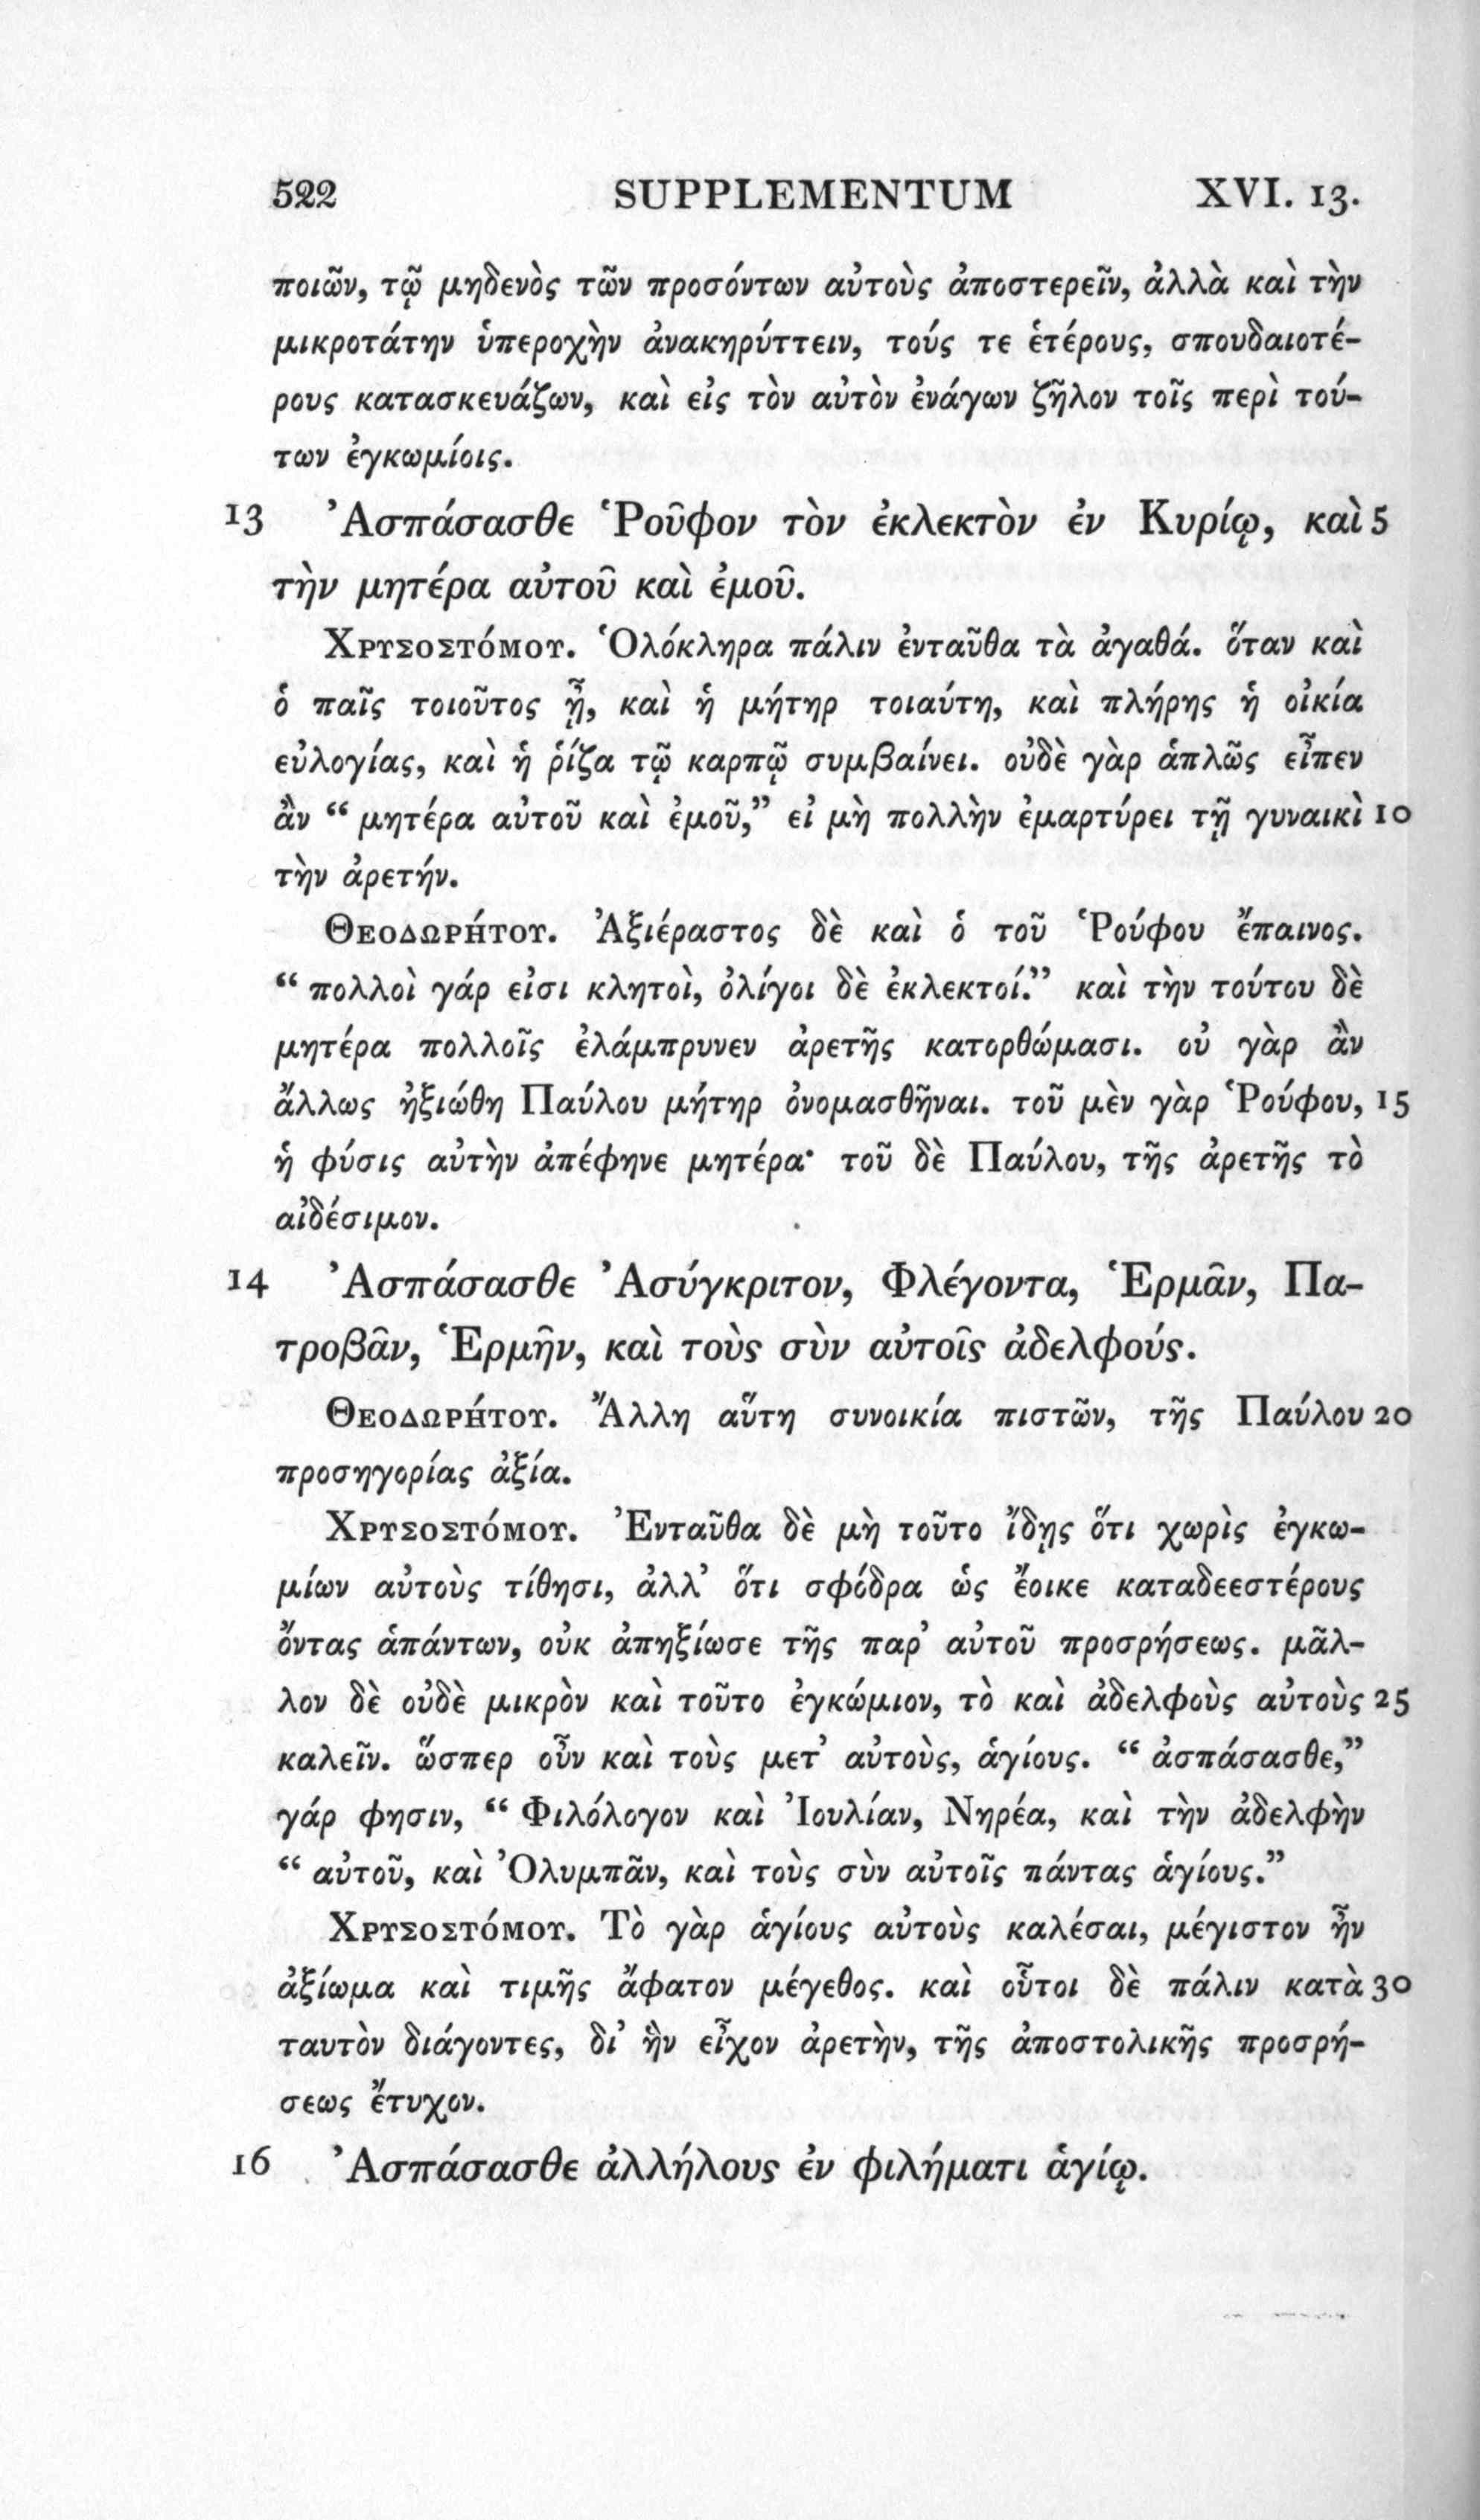 522 SUPPLEMENTUM XVI. 13.
ποιῶν, τῷ μηδενὸς τῶν προσόντων αὐτοὺς ἀποστερεῖν, ἀλλὰ καὶ τὴν
μικροτάτην ὑπεροχὴν ἀνακηρύττειν, τούς τε ἑτέρους, σπουδαιοτέ-
ρους κατασκευάζων, καὶ εἰς τὸν αὐτὸν ἐνάγων ζῆλον τοῖς περὶ τού-
των ἐγκωμίοις.
13 Ἀσπάσασθε Ῥοῦφον τὸν ἐκλεκτὸν ἐν Κυρίῳ, καὶ 5
τὴν μητέρα αὐτοῦ καὶ ἐμοῦ.
Χρυσοστόμου. Ὁλόκληρα πάλιν ἐνταῦθα τὰ ἀγαθά. ὅταν καὶ
ὁ παῖς τοιοῦτος ᾖ, καὶ ἡ μήτηρ τοιαύτη, καὶ πλήρης ἡ οἰκία
εὐλογίας, καὶ ἡ ῥίζα τῷ καρπῷ συμβαίνει. οὐδὲ γὰρ ἁπλῶς εἶπεν
ἂν “ μητέρα αὐτοῦ καὶ ἐμοῦ,” εἰ μὴ πολλὴν ἐμαρτύρει τῇ γυναικὶ 10
τὴν ἀρετήν.
Θεοδωρήτου. Ἀξιέραστος δὲ καὶ ὁ τοῦ Ῥούφου ἔπαινος.
“ πολλοὶ γάρ εἰσι κλητοὶ, ὀλίγοι δὲ ἐκλεκτοί.” καὶ τὴν τούτου δὲ
μητέρα πολλοῖς ἐλάμπρυνεν ἀρετῆς κατορθώμασι. οὐ γὰρ ἂν
ἄλλως ἠξιώθη Παύλου μήτηρ ὀνομασθῆναι. τοῦ μὲν γὰρ Ῥούφου, 15
ἡ φύσις αὐτὴν ἀπέφηνε μητέρα· τοῦ δὲ Παύλου, τῆς ἀρετῆς τὸ
αἰδέσιμον.
14 Ἀσπάσασθε Ἀσύγκριτον, Φλέγοντα, Ἑρμᾶν, Πα-
τροβᾶν, Ἑρμῆν, καὶ τοὺς σὺν αὐτοῖς ἀδελφούς.
Θεοδωρήτου. Ἄλλη αὕτη συνοικία πιστῶν, τῆς Παύλου 20
προσηγορίας ἀξία.
Χρυσοστόμου. Ἐνταῦθα δὲ μὴ τοῦτο ἴδῃς ὅτι χωρὶς ἐγκω-
μίων αὐτοὺς τίθησι, ἀλλ’ ὅτι σφόδρα ὡς ἔοικε καταδεεστέρους
ὄντας ἁπάντων, οὐκ ἀπηξίωσε τῆς παρ’ αὐτοῦ προσρήσεως. μᾶλ-
λον δὲ οὐδὲ μικρὸν καὶ τοῦτο ἐγκώμιον, τὸ καὶ ἀδελφοὺς αὐτοὺς 25
καλεῖν. ὥσπερ οὖν καὶ τοὺς μετ’ αὐτοὺς, ἁγίους. “ ἀσπάσασθε,”
γάρ φησιν, “ Φιλόλογον καὶ Ἰουλίαν, Νηρέα, καὶ τὴν ἀδελφὴν
“ αὐτοῦ, καὶ Ὀλυμπᾶν, καὶ τοὺς σὺν αὐτοῖς πάντας ἁγίους.”
Χρυσοστόμου. Τὸ γὰρ ἁγίους αὐτοὺς καλέσαι, μέγιστον ἦν
ἀξίωμα καὶ τιμῆς ἄφατον μέγεθος. καὶ οὗτοι δὲ πάλιν κατὰ 30
ταυτὸν διάγοντες, δι’ ἣν εἶχον ἀρετὴν, τῆς ἀποστολικῆς προσρή-
σεως ἔτυχον.
16 Ἀσπάσασθε ἀλλήλους ἐν φιλήματι ἁγίῳ.